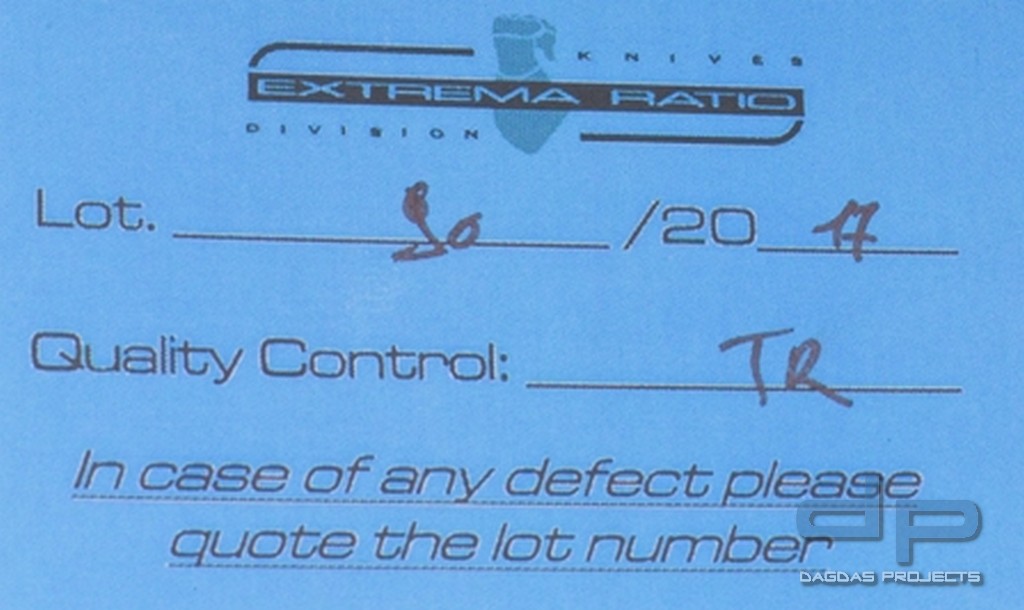 KNIVES
EXTREMA RATIO
DIVISION
Lot. /20 17
Quality Control: TR
In case of any defect please
quote the lot number
dp
DAGDAS PROJECTS